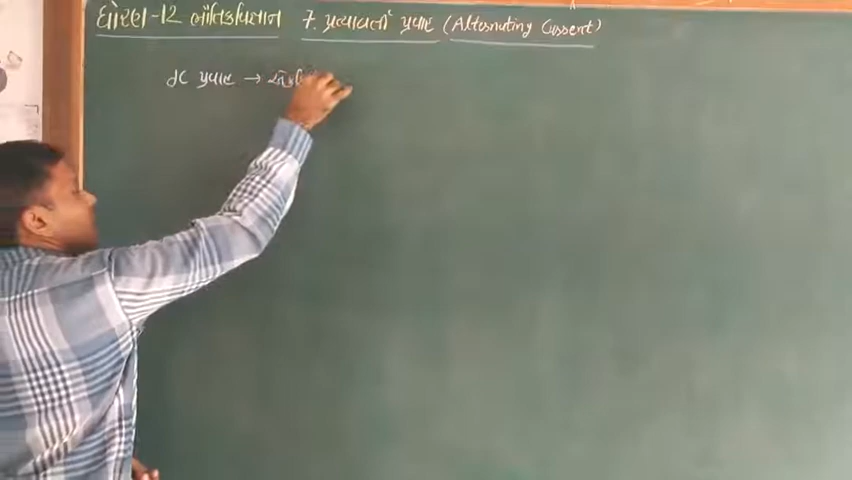 ધોરણ-12 ભૌતિકવિજ્ઞાન 7. પ્રત્યાવર્તી પ્રવાહ (Alternating Current)
dc પ્રવાહ →